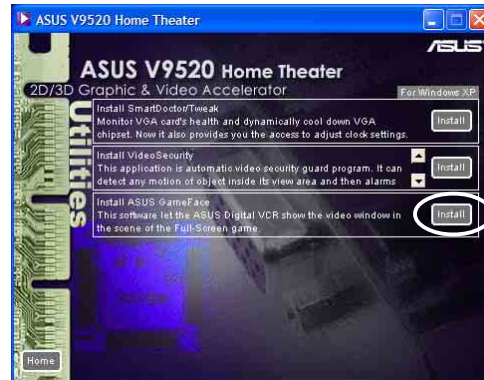 ASUS V9520 Home Theater
ASUS
ASUS V9520 Home Theater
2D/3D Graphic & Video Accelerator
For Windows XP
Utilities
Install SmartDoctor/Tweak
Monitor VGA card's health and dynamically cool down VGA
chipset. Now it also provides you the access to adjust clock settings.
Install
Install VideoSecurity
This application is automatic video security guard program. It can
detect any motion of object inside its view area and then alarms
Install
Install ASUS GameFace
This software let the ASUS Digital VCR show the video window in
the scene of the Full-Screen game.
Install
Home